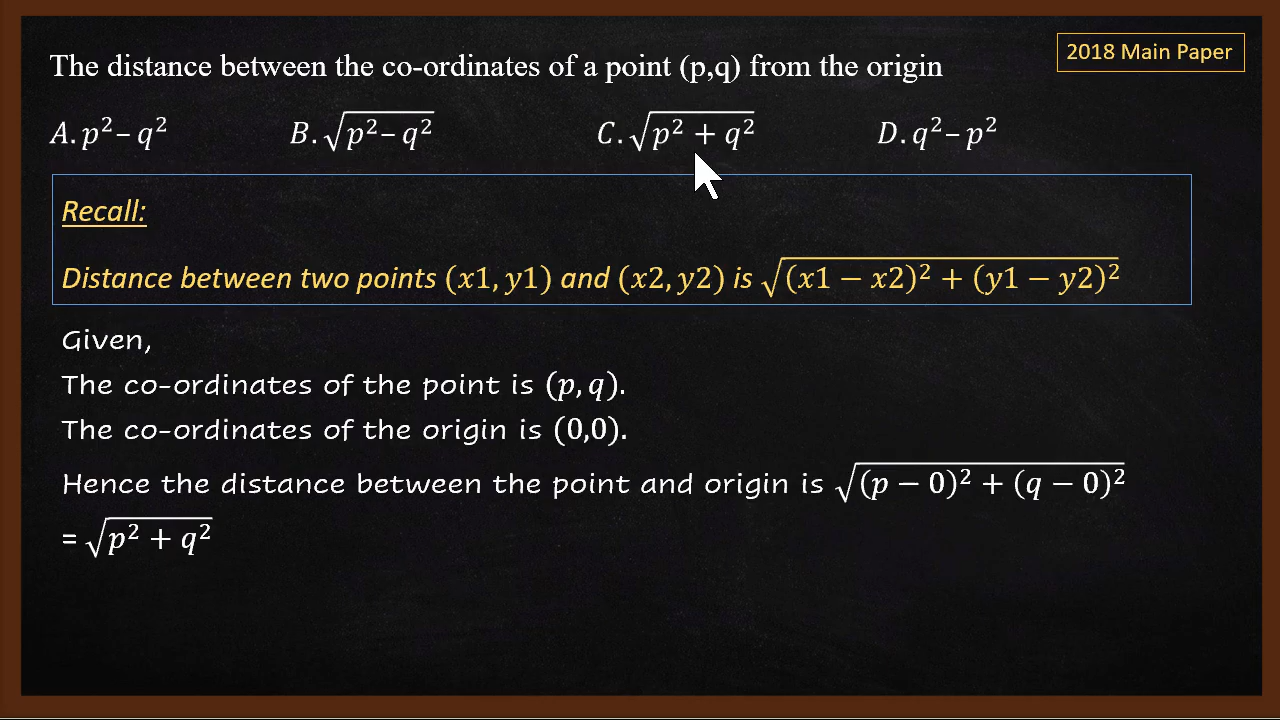 The distance between the co-ordinates of a point (p,q) from the origin
2018 Main Paper
A. p² – q² B. √(p² – q²) C. √(p² + q²) D. q² – p²
Recall:
Distance between two points (x1, y1) and (x2, y2) is √((x1 − x2)² + (y1 − y2)²)
Given,
The co-ordinates of the point is (p, q).
The co-ordinates of the origin is (0,0).
Hence the distance between the point and origin is √((p − 0)² + (q − 0)²)
= √(p² + q²)